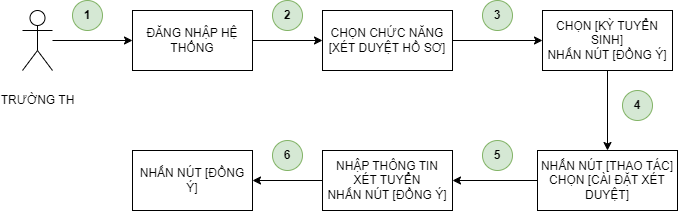 1
ĐĂNG NHẬP HỆ
THỐNG
2
CHỌN CHỨC NĂNG
[XÉT DUYỆT HỒ SƠ]
3
CHỌN [KỲ TUYỂN
SINH]
NHẤN NÚT [ĐỒNG Ý]
TRƯỜNG TH
4
NHẤN NÚT [THAO TÁC]
CHỌN [CÀI ĐẶT XÉT
DUYỆT]
5
NHẬP THÔNG TIN
XÉT TUYỂN
NHẤN NÚT [ĐỒNG Ý]
6
NHẤN NÚT [ĐỒNG
Ý]